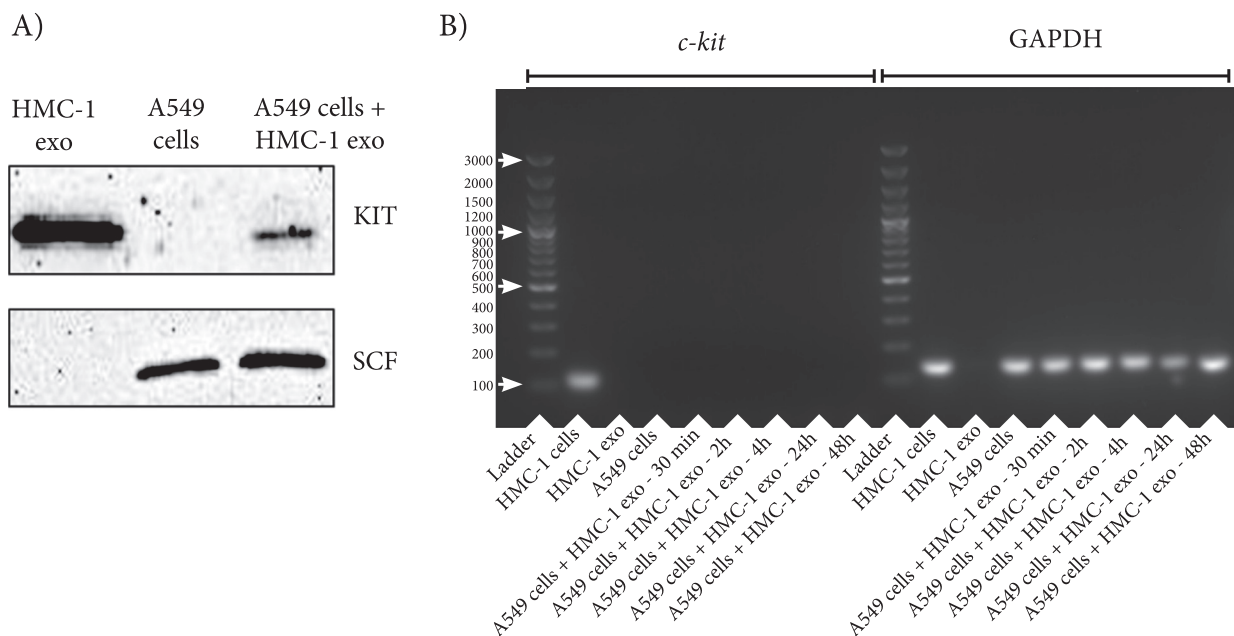 A)
HMC-1
exo
A549
cells
A549 cells +
HMC-1 exo
KIT
SCF
B)
c-kit
GAPDH
3000
2000
1500
1200
1000
900
800
700
600
500
400
300
200
100
Ladder
HMC-1 cells
HMC-1 exo
A549 cells
A549 cells + HMC-1 exo - 30 min
A549 cells + HMC-1 exo - 2h
A549 cells + HMC-1 exo - 4h
A549 cells + HMC-1 exo - 24h
A549 cells + HMC-1 exo - 48h
Ladder
HMC-1 cells
HMC-1 exo
A549 cells
A549 cells + HMC-1 exo - 30 min
A549 cells + HMC-1 exo - 2h
A549 cells + HMC-1 exo - 4h
A549 cells + HMC-1 exo - 24h
A549 cells + HMC-1 exo - 48h